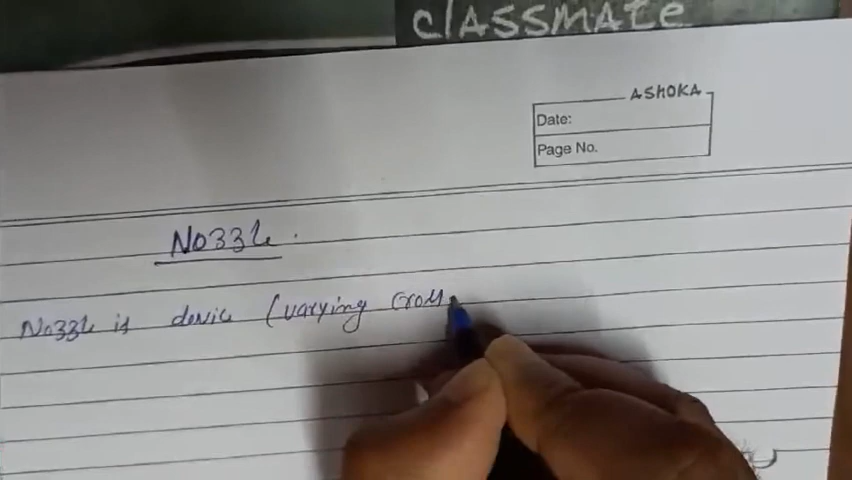 classmate
ASHOKA
Date:
Page No.
Nozzle
Nozzle is device (varying cross